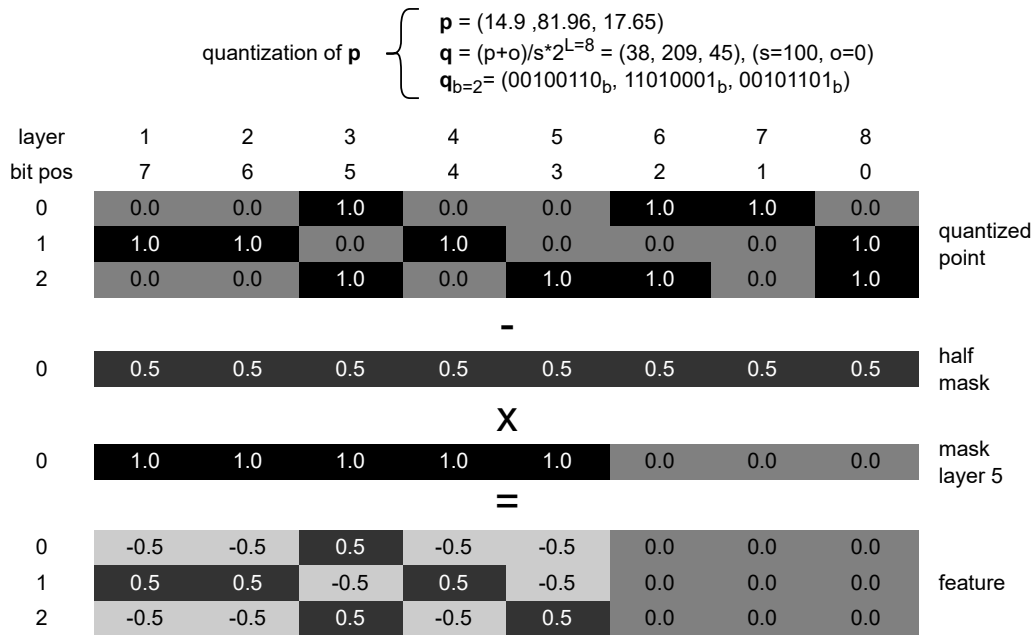 p = (14.9 ,81.96, 17.65)
quantization of p
q = (p+o)/s*2^L=8 = (38, 209, 45), (s=100, o=0)
q_b=2= (00100110_b, 11010001_b, 00101101_b)
layer 1 2 3 4 5 6 7 8
bit pos 7 6 5 4 3 2 1 0
0 0.0 0.0 1.0 0.0 0.0 1.0 1.0 0.0
1 1.0 1.0 0.0 1.0 0.0 0.0 0.0 1.0
2 0.0 0.0 1.0 0.0 1.0 1.0 0.0 1.0
quantized
point
-
0 0.5 0.5 0.5 0.5 0.5 0.5 0.5 0.5
half
mask
X
0 1.0 1.0 1.0 1.0 1.0 0.0 0.0 0.0
mask
layer 5
=
0 -0.5 -0.5 0.5 -0.5 -0.5 0.0 0.0 0.0
1 0.5 0.5 -0.5 0.5 -0.5 0.0 0.0 0.0
feature
2 -0.5 -0.5 0.5 -0.5 0.5 0.0 0.0 0.0